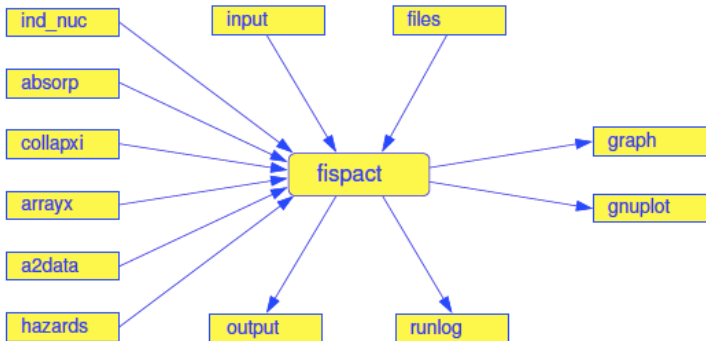 ind_nuc
input
files
absorp
collapxi
graph
fispact
arrayx
gnuplot
a2data
hazards
output
runlog